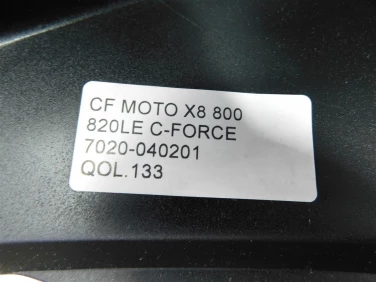 CF MOTO X8 800
820LE C-FORCE
7020-040201
QOL.133